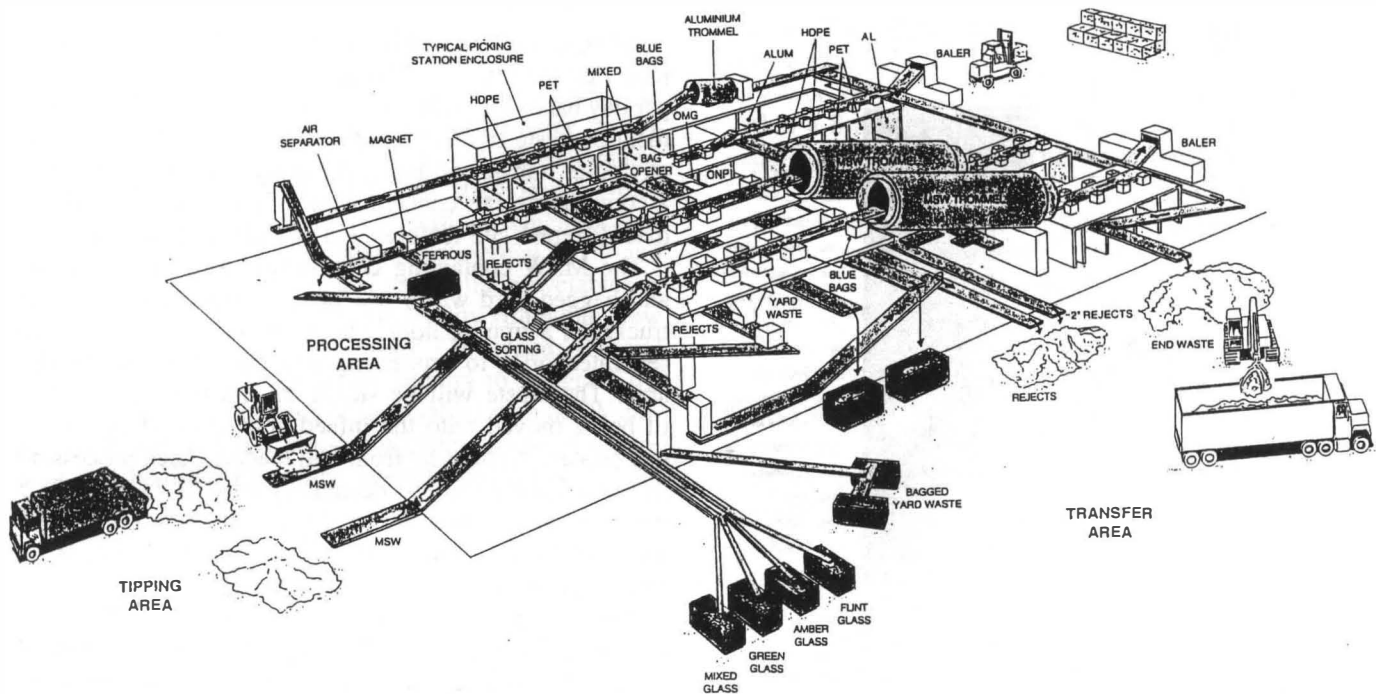 ALUMINIUM
TROMMEL
TYPICAL PICKING
STATION ENCLOSURE
BLUE
BAGS
MIXED
PET
HDPE
ALUM
HDPE
PET
AL
BALER
AIR
SEPARATOR
MAGNET
OMG
BAG
OPENER
ONP
MSW TROMMEL
MSW TROMMEL
BALER
FERROUS
REJECTS
BLUE
BAGS
YARD
WASTE
REJECTS
GLASS
SORTING
PROCESSING
AREA
-2" REJECTS
REJECTS
END WASTE
MSW
MSW
TIPPING
AREA
BAGGED
YARD WASTE
TRANSFER
AREA
FLINT
GLASS
AMBER
GLASS
GREEN
GLASS
MIXED
GLASS